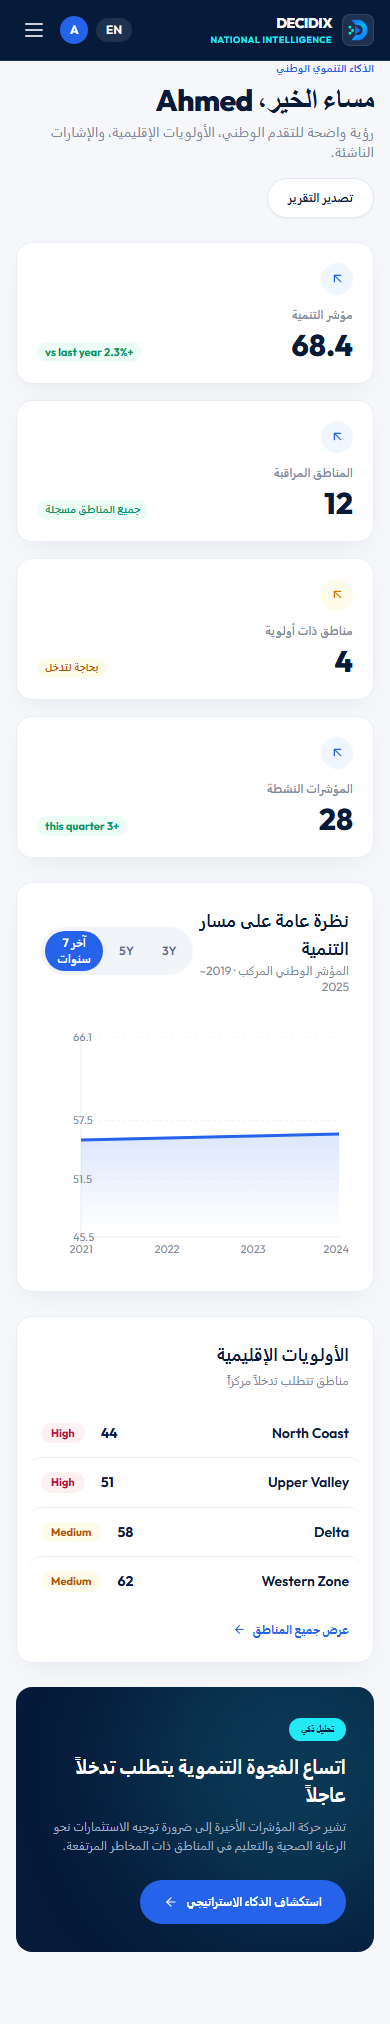 DECIDIX
NATIONAL INTELLIGENCE
EN
A
الذكاء التنموي الوطني
مساء الخير، Ahmed
رؤية واضحة للتقدم الوطني، الأولويات الإقليمية، والإشارات
الناشئة.
تصدير التقرير
مؤشر التنمية
68.4
vs last year 2.3%+
المناطق المراقبة
12
جميع المناطق مسجلة
مناطق ذات أولوية
4
بحاجة لتدخل
المؤشرات النشطة
28
this quarter 3+
نظرة عامة على مسار
التنمية
المؤشر الوطني المركب · 2019–
2025
3Y
5Y
آخر 7
سنوات
66.1
57.5
51.5
45.5
2021
2022
2023
2024
الأولويات الإقليمية
مناطق تتطلب تدخلاً مركزاً
North Coast
44
High
Upper Valley
51
High
Delta
58
Medium
Western Zone
62
Medium
عرض جميع المناطق ←
تحليل ذكي
اتساع الفجوة التنموية يتطلب تدخلاً
عاجلاً
تشير حركة المؤشرات الأخيرة إلى ضرورة توجيه الاستثمارات نحو
الرعاية الصحية والتعليم في المناطق ذات المخاطر المرتفعة.
استكشاف الذكاء الاستراتيجي ←